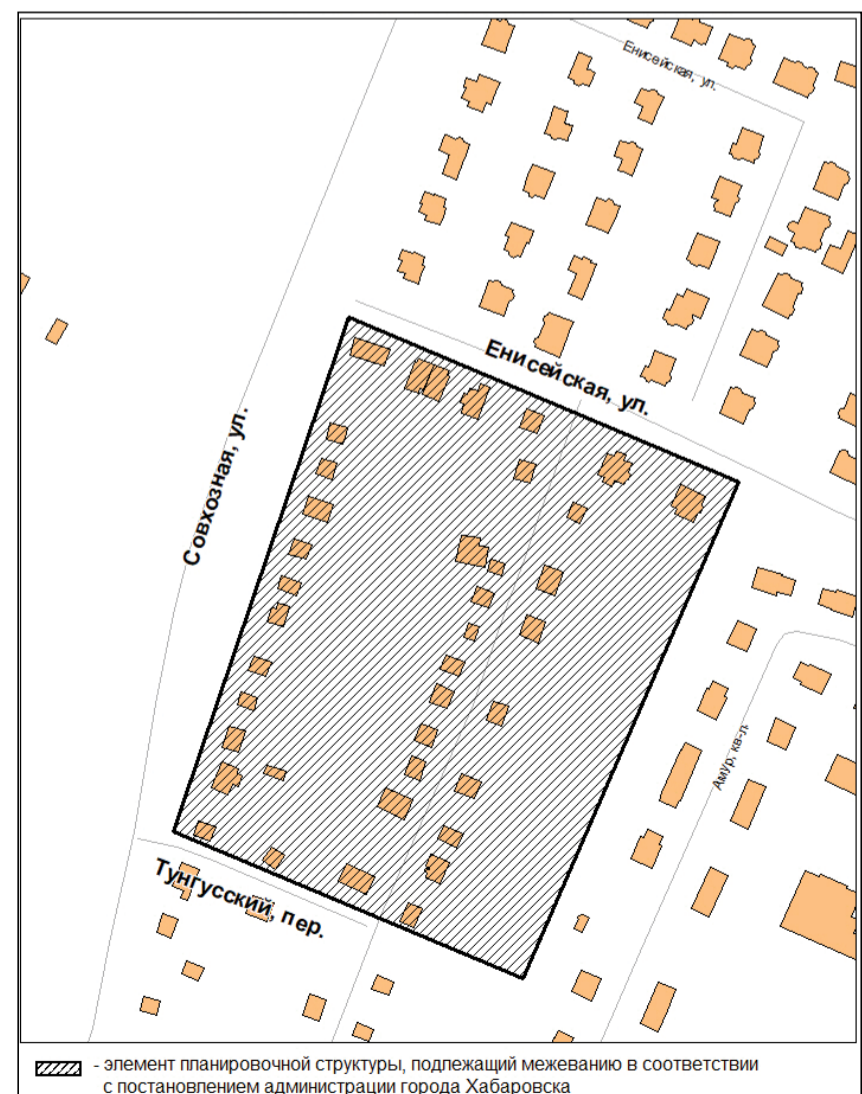 Енисейская, ул.
Енисейская, ул.
Совхозная, ул.
Амур, кв-л.
Тунгусский, пер.
- элемент планировочной структуры, подлежащий межеванию в соответствии
с постановлением администрации города Хабаровска